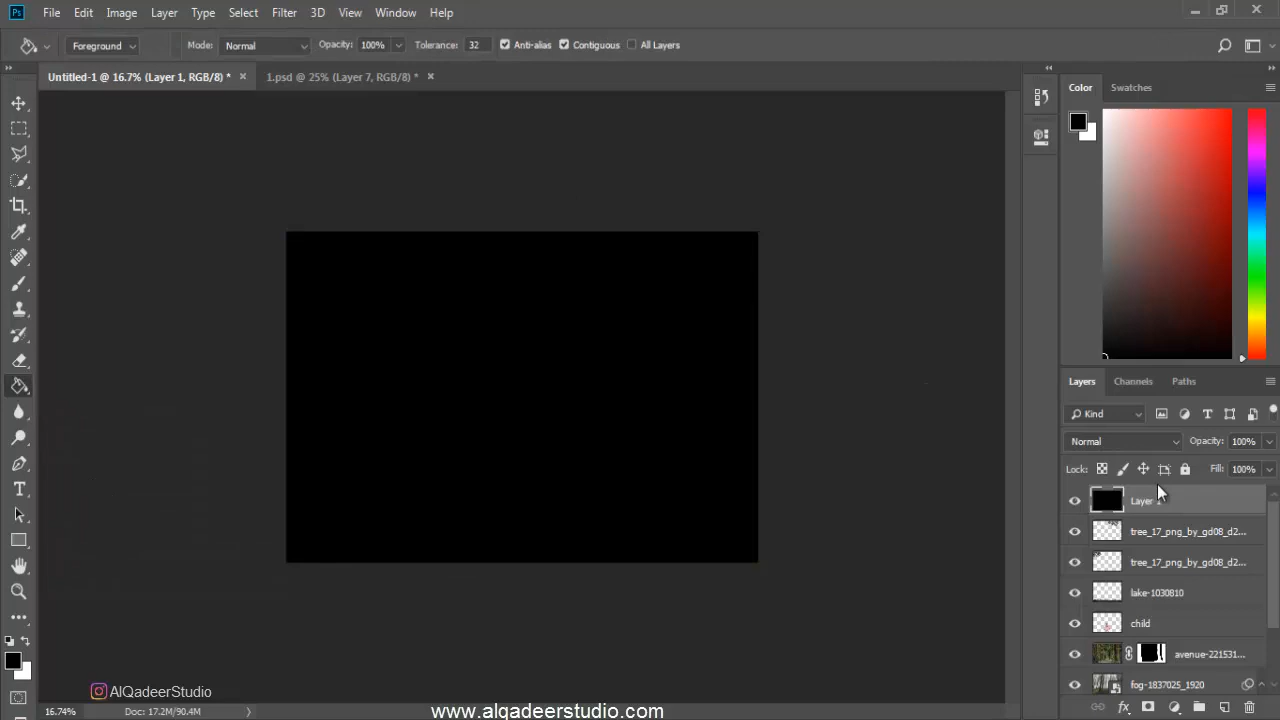 Ps File Edit Image Layer Type Select Filter 3D View Window Help
Foreground Mode: Normal Opacity: 100% Tolerance: 32 Anti-alias Contiguous All Layers
Untitled-1 @ 16.7% (Layer 1, RGB/8) * × 1.psd @ 25% (Layer 7, RGB/8) * ×
Color Swatches
Layers Channels Paths
Kind
Normal Opacity: 100%
Lock: Fill: 100%
Layer
tree_17_png_by_gd08_d2...
tree_17_png_by_gd08_d2...
lake-1030810
child
avenue-221531...
fog-1837025_1920
fx
AlQadeerStudio
16.74% Doc: 17.2M/90.4M
www.alqadeerstudio.com